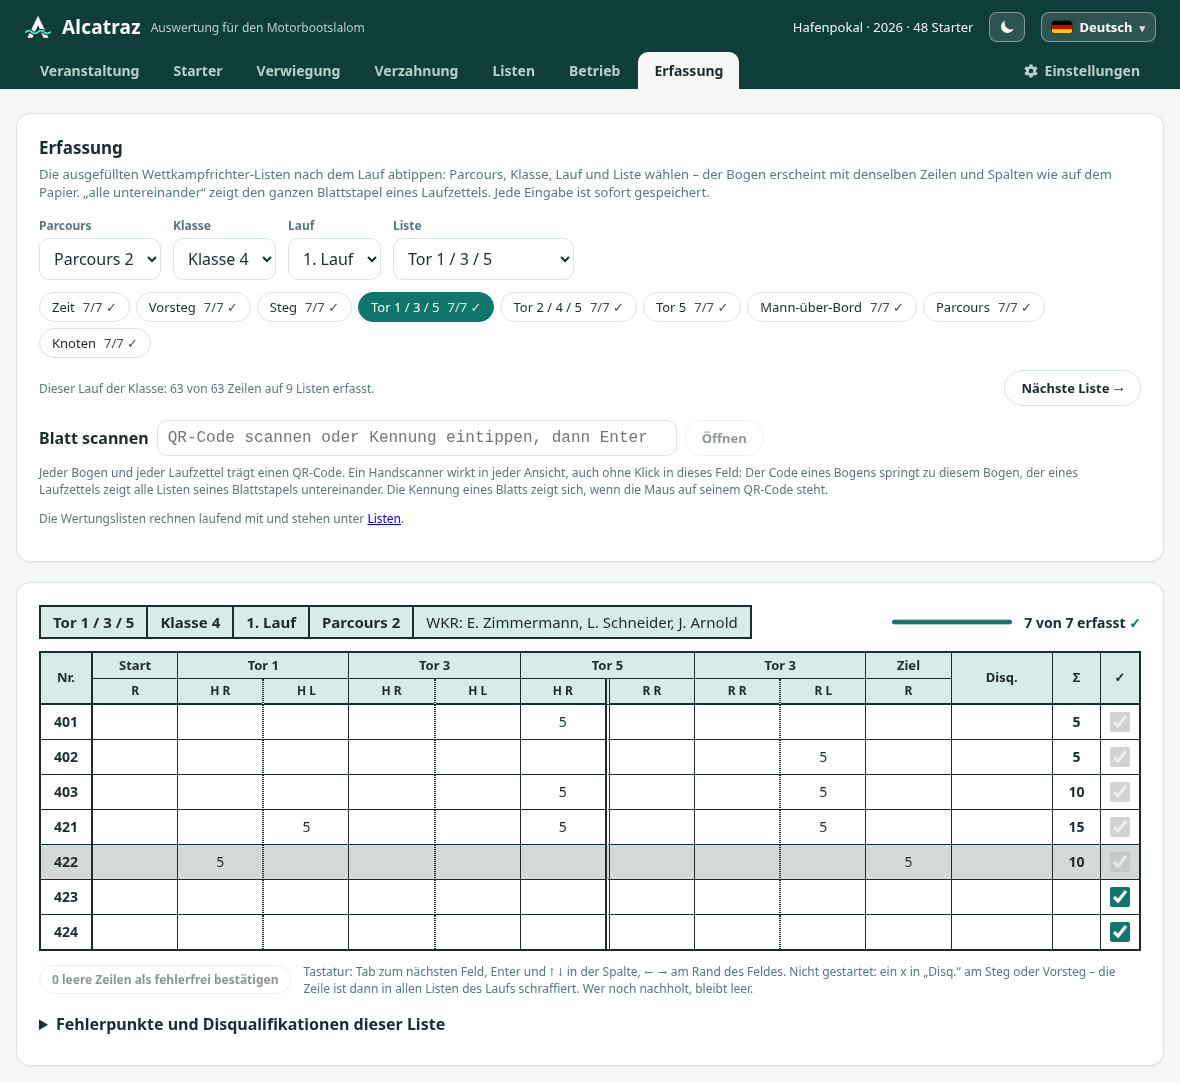 Alcatraz Auswertung für den Motorbootslalom
Hafenpokal · 2026 · 48 Starter
Deutsch ▾
Veranstaltung Starter Verwiegung Verzahnung Listen Betrieb Erfassung Einstellungen
Erfassung
Die ausgefüllten Wettkampfrichter-Listen nach dem Lauf abtippen: Parcours, Klasse, Lauf und Liste wählen – der Bogen erscheint mit denselben Zeilen und Spalten wie auf dem
Papier. „alle untereinander“ zeigt den ganzen Blattstapel eines Laufzettels. Jede Eingabe ist sofort gespeichert.
Parcours Klasse Lauf Liste
Parcours 2 Klasse 4 1. Lauf Tor 1 / 3 / 5
Zeit 7/7 ✓ Vorsteg 7/7 ✓ Steg 7/7 ✓ Tor 1 / 3 / 5 7/7 ✓ Tor 2 / 4 / 5 7/7 ✓ Tor 5 7/7 ✓ Mann-über-Bord 7/7 ✓ Parcours 7/7 ✓
Knoten 7/7 ✓
Dieser Lauf der Klasse: 63 von 63 Zeilen auf 9 Listen erfasst.
Nächste Liste →
Blatt scannen QR-Code scannen oder Kennung eintippen, dann Enter Öffnen
Jeder Bogen und jeder Laufzettel trägt einen QR-Code. Ein Handscanner wirkt in jeder Ansicht, auch ohne Klick in dieses Feld: Der Code eines Bogens springt zu diesem Bogen, der eines
Laufzettels zeigt alle Listen seines Blattstapels untereinander. Die Kennung eines Blatts zeigt sich, wenn die Maus auf seinem QR-Code steht.
Die Wertungslisten rechnen laufend mit und stehen unter Listen.
Tor 1 / 3 / 5 Klasse 4 1. Lauf Parcours 2 WKR: E. Zimmermann, L. Schneider, J. Arnold
7 von 7 erfasst ✓
Nr. Start Tor 1 Tor 3 Tor 5 Tor 3 Ziel Disq. Σ ✓
R H R H L H R H L H R R R R R R L R
401 5 5
402 5 5
403 5 5 10
421 5 5 5 15
422 5 5 10
423
424
0 leere Zeilen als fehlerfrei bestätigen
Tastatur: Tab zum nächsten Feld, Enter und ↑ ↓ in der Spalte, ← → am Rand des Feldes. Nicht gestartet: ein x in „Disq.“ am Steg oder Vorsteg – die
Zeile ist dann in allen Listen des Laufs schraffiert. Wer noch nachholt, bleibt leer.
▶ Fehlerpunkte und Disqualifikationen dieser Liste